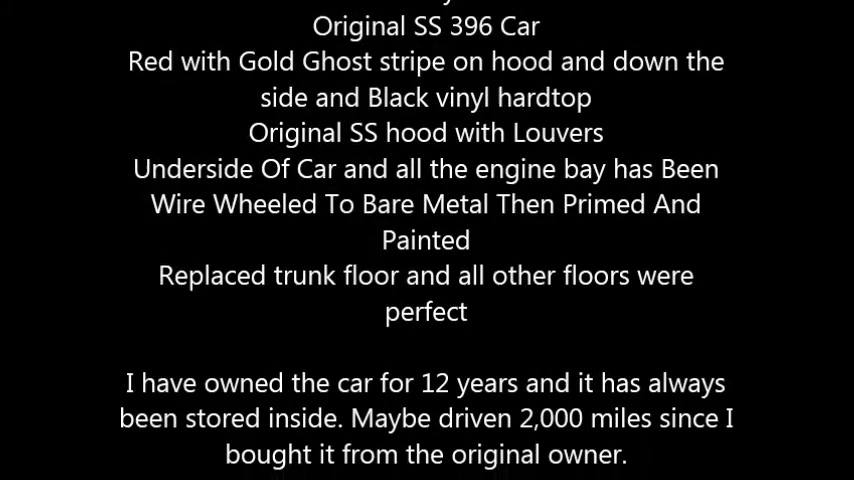 Original SS 396 Car
Red with Gold Ghost stripe on hood and down the
side and Black vinyl hardtop
Original SS hood with Louvers
Underside Of Car and all the engine bay has Been
Wire Wheeled To Bare Metal Then Primed And
Painted
Replaced trunk floor and all other floors were
perfect
I have owned the car for 12 years and it has always
been stored inside. Maybe driven 2,000 miles since I
bought it from the original owner.